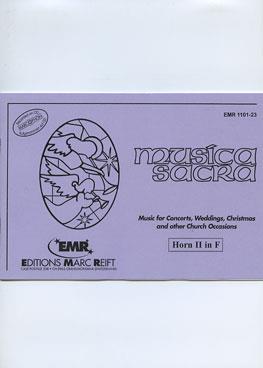 EMR 1101-23
musica
sacra
Music for Concerts, Weddings, Christmas
and other Church Occasions
Horn II in F
EMR
EDITIONS MARC REIFT